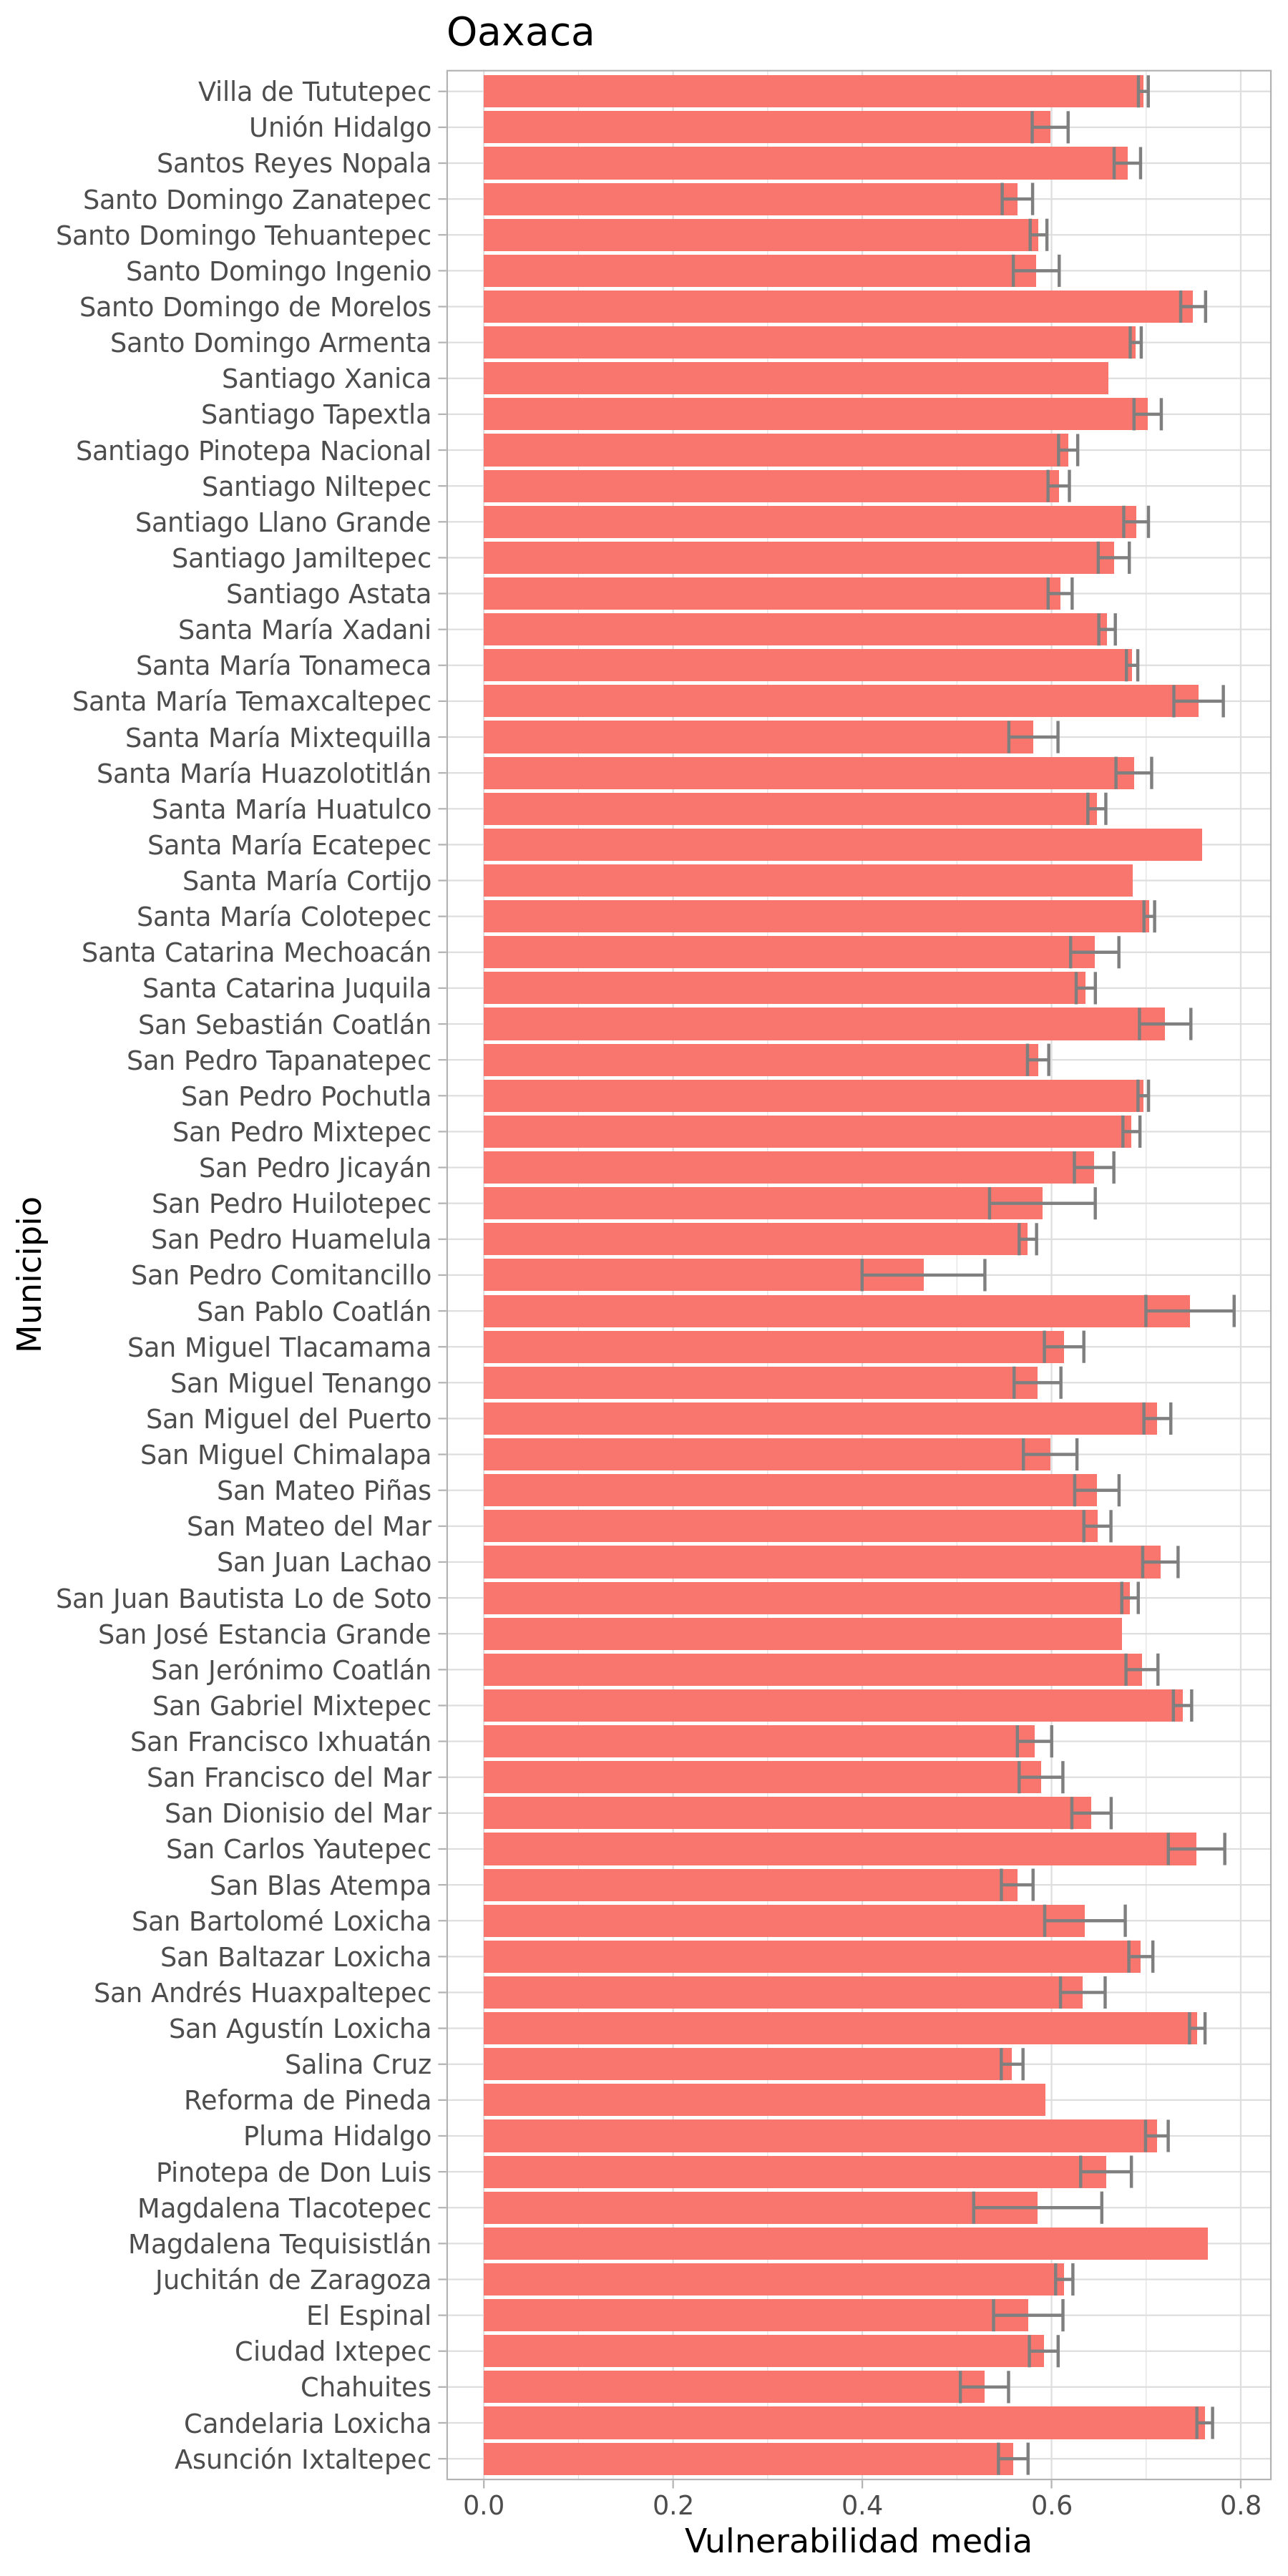 Oaxaca
Villa de Tututepec
Unión Hidalgo
Santos Reyes Nopala
Santo Domingo Zanatepec
Santo Domingo Tehuantepec
Santo Domingo Ingenio
Santo Domingo de Morelos
Santo Domingo Armenta
Santiago Xanica
Santiago Tapextla
Santiago Pinotepa Nacional
Santiago Niltepec
Santiago Llano Grande
Santiago Jamiltepec
Santiago Astata
Santa María Xadani
Santa María Tonameca
Santa María Temaxcaltepec
Santa María Mixtequilla
Santa María Huazolotitlán
Santa María Huatulco
Santa María Ecatepec
Santa María Cortijo
Santa María Colotepec
Santa Catarina Mechoacán
Santa Catarina Juquila
San Sebastián Coatlán
San Pedro Tapanatepec
San Pedro Pochutla
San Pedro Mixtepec
San Pedro Jicayán
San Pedro Huilotepec
San Pedro Huamelula
San Pedro Comitancillo
San Pablo Coatlán
San Miguel Tlacamama
San Miguel Tenango
San Miguel del Puerto
San Miguel Chimalapa
San Mateo Piñas
San Mateo del Mar
San Juan Lachao
San Juan Bautista Lo de Soto
San José Estancia Grande
San Jerónimo Coatlán
San Gabriel Mixtepec
San Francisco Ixhuatán
San Francisco del Mar
San Dionisio del Mar
San Carlos Yautepec
San Blas Atempa
San Bartolomé Loxicha
San Baltazar Loxicha
San Andrés Huaxpaltepec
San Agustín Loxicha
Salina Cruz
Reforma de Pineda
Pluma Hidalgo
Pinotepa de Don Luis
Magdalena Tlacotepec
Magdalena Tequisistlán
Juchitán de Zaragoza
El Espinal
Ciudad Ixtepec
Chahuites
Candelaria Loxicha
Asunción Ixtaltepec
Municipio
0.0 0.2 0.4 0.6 0.8
Vulnerabilidad media